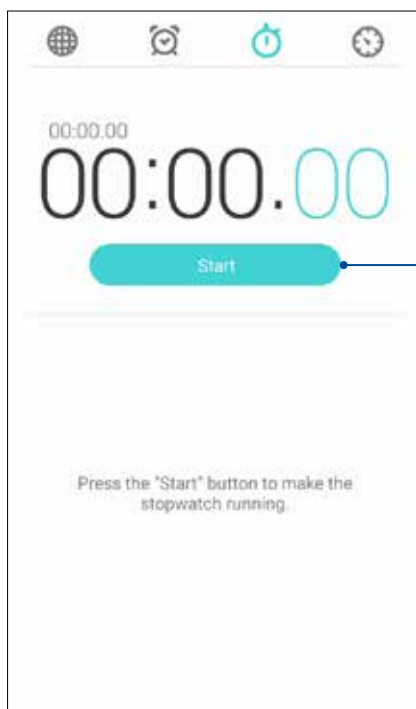 00:00.00
00:00.00
Start
Press the "Start" button to make the
stopwatch running.